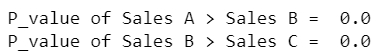 P_value of Sales A > Sales B =  0.0
P_value of Sales B > Sales C =  0.0